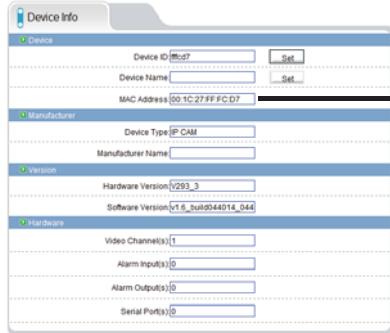 Device Info
Device
Device ID: fffcd7 Set
Device Name: Set
MAC Address: 00:1C:27:FF:FC:D7
Manufacturer
Device Type: IP CAM
Manufacturer Name:
Version
Hardware Version: V293_3
Software Version: v1.6_build044014_044
Hardware
Video Channel(s): 1
Alarm Input(s): 0
Alarm Output(s): 0
Serial Port(s): 0